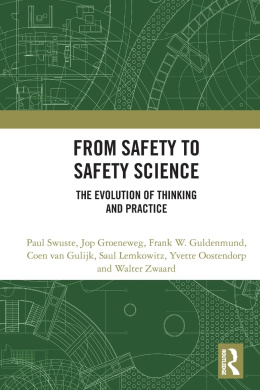 FROM SAFETY TO
SAFETY SCIENCE
THE EVOLUTION OF THINKING
AND PRACTICE
Paul Swuste, Jop Groeneweg, Frank W. Guldenmund,
Coen van Gulijk, Saul Lemkowitz, Yvette Oostendorp
and Walter Zwaard
R
Routledge